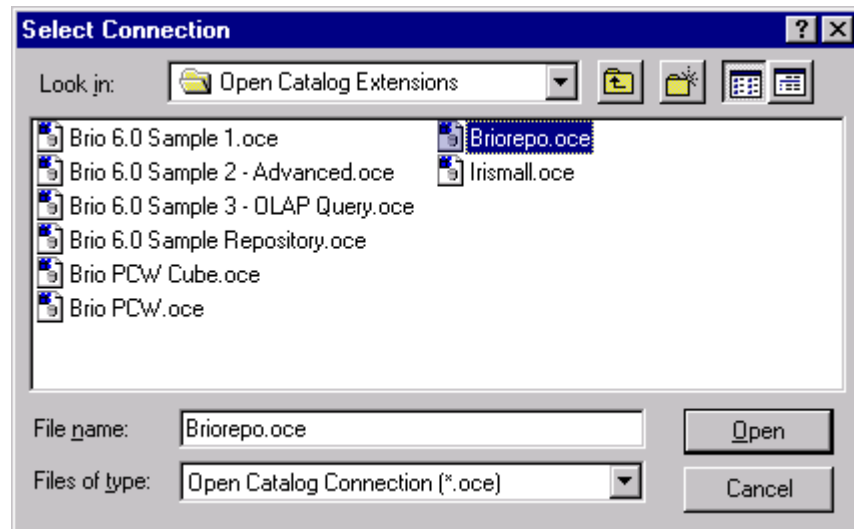 Select Connection
Look in: Open Catalog Extensions
Brio 6.0 Sample 1.oce
Brio 6.0 Sample 2 - Advanced.oce
Brio 6.0 Sample 3 - OLAP Query.oce
Brio 6.0 Sample Repository.oce
Brio PCW Cube.oce
Brio PCW.oce
Briorepo.oce
Irismall.oce
File name: Briorepo.oce
Open
Files of type: Open Catalog Connection (*.oce)
Cancel